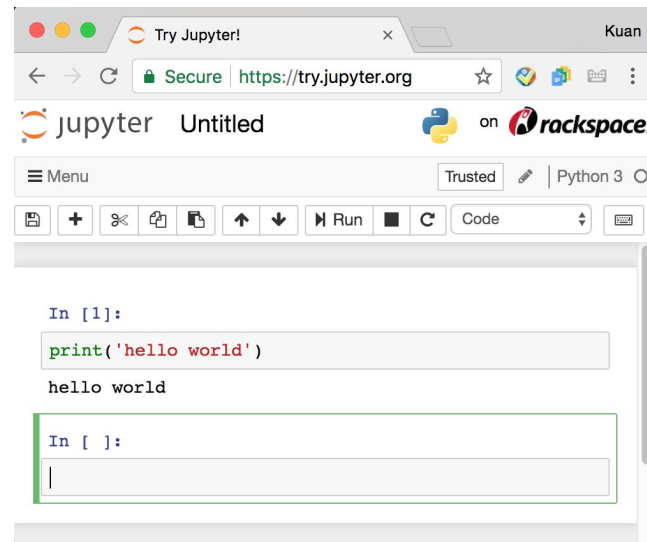 Try Jupyter!
Kuan
Secure https://try.jupyter.org
jupyter Untitled
on rackspace.
Menu
Trusted
Python 3
Run
Code
In [1]:
print('hello world')
hello world
In [ ]: